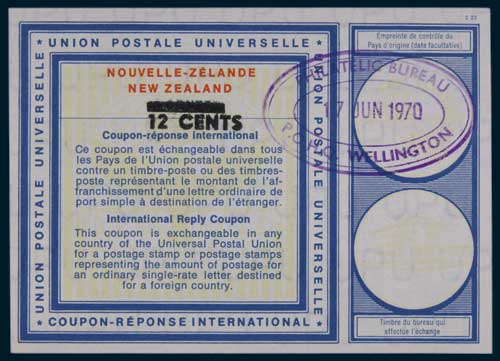 C 22
UNION POSTALE UNIVERSELLE
UNION POSTALE UNIVERSELLE
UNION POSTALE UNIVERSELLE
NOUVELLE-ZÉLANDE
NEW ZEALAND
12 CENTS
Coupon-réponse international
Ce coupon est échangeable dans tous
les Pays de l'Union postale universelle
contre un timbre-poste ou des timbres-
poste représentant le montant de l'af-
franchissement d'une lettre ordinaire de
port simple à destination de l'étranger.
International Reply Coupon
This coupon is exchangeable in any
country of the Universal Postal Union
for a postage stamp or postage stamps
representing the amount of postage for
an ordinary single-rate letter destined
for a foreign country.
COUPON-RÉPONSE INTERNATIONAL
Empreinte de contrôle du
Pays d'origine (date facultative)
PHILATELIC BUREAU
17 JUN 1970
WELLINGTON
Timbre du bureau qui
effectue l'échange